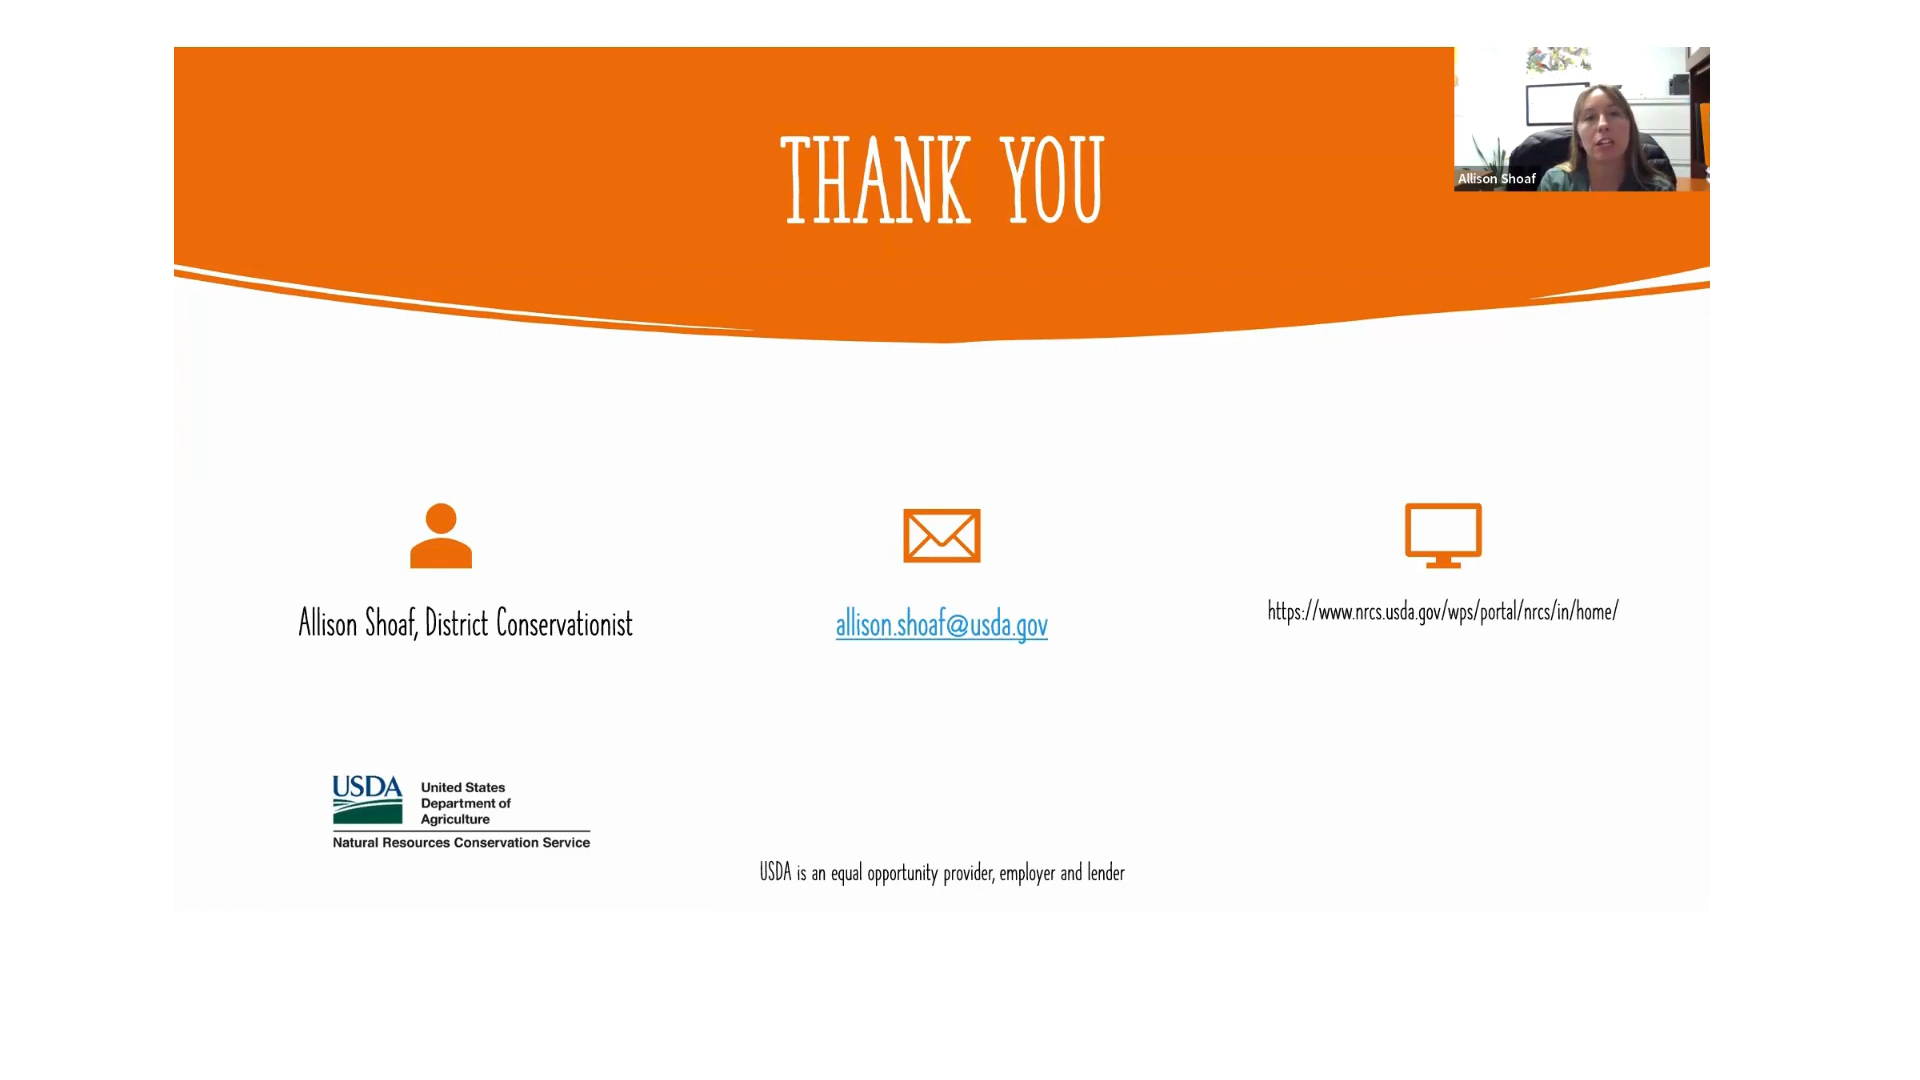 THANK YOU
Allison Shoaf
Allison Shoaf, District Conservationist
allison.shoaf@usda.gov
https://www.nrcs.usda.gov/wps/portal/nrcs/in/home/
USDA
United States
Department of
Agriculture
Natural Resources Conservation Service
USDA is an equal opportunity provider, employer and lender